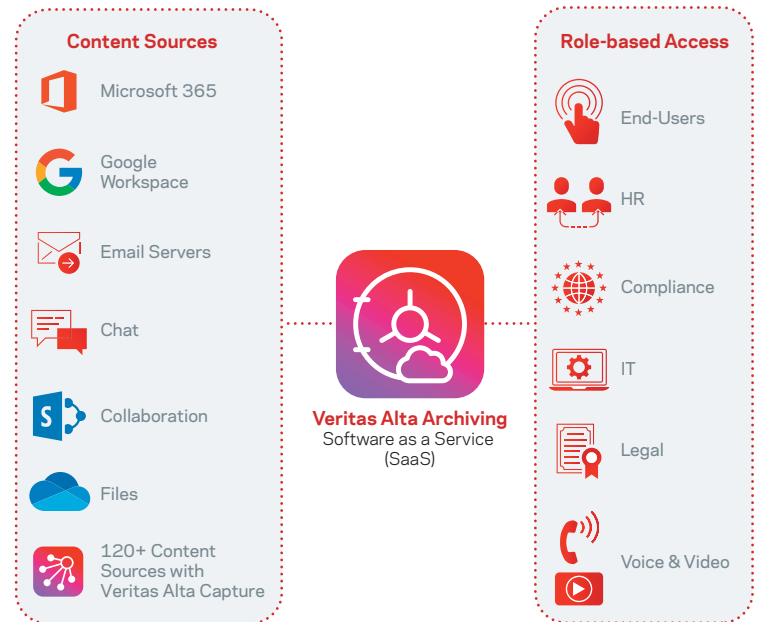 Content Sources
Microsoft 365
Google
Workspace
Email Servers
Chat
S
Collaboration
Files
120+ Content
Sources with
Veritas Alta Capture
Veritas Alta Archiving
Software as a Service
(SaaS)
Role-based Access
End-Users
HR
Compliance
IT
Legal
Voice & Video